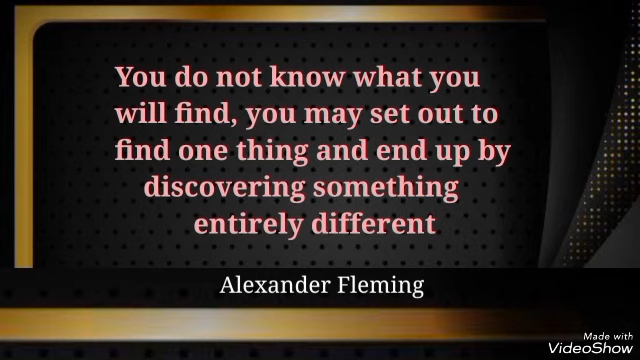 You do not know what you
will find, you may set out to
find one thing and end up by
discovering something
entirely different
Alexander Fleming
Made with
VideoShow